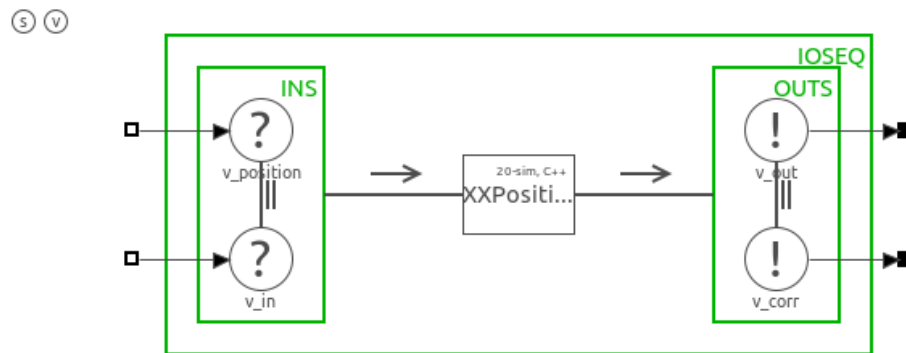 s v
IOSEQ
INS
OUTS
?
!
v_position
20-sim, C++
XXPositi...
v_out
?
!
v_in
v_corr